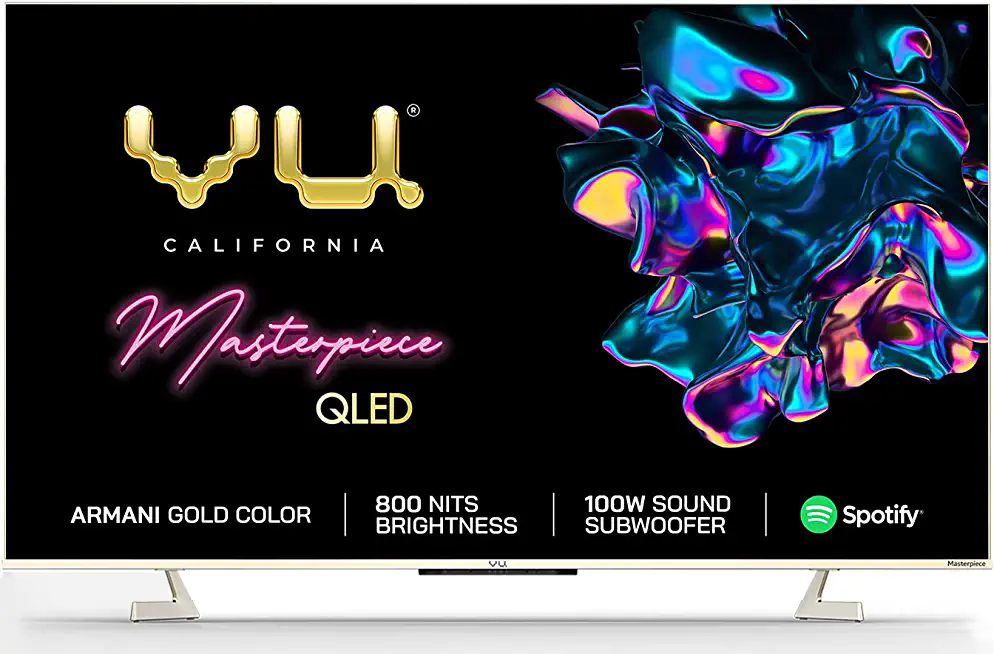 VU.®
CALIFORNIA
Masterpiece
QLED
ARMANI GOLD COLOR
800 NITS
BRIGHTNESS
100W SOUND
SUBWOOFER
Spotify®
VU.
Masterpiece